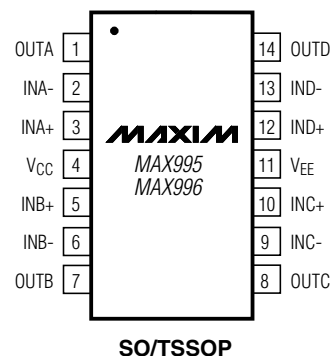 OUTA 1 14 OUTD
INA- 2 13 IND-
INA+ 3 12 IND+
MAXIM
VCC 4 MAX995 11 VEE
MAX996
INB+ 5 10 INC+
INB- 6 9 INC-
OUTB 7 8 OUTC
SO/TSSOP